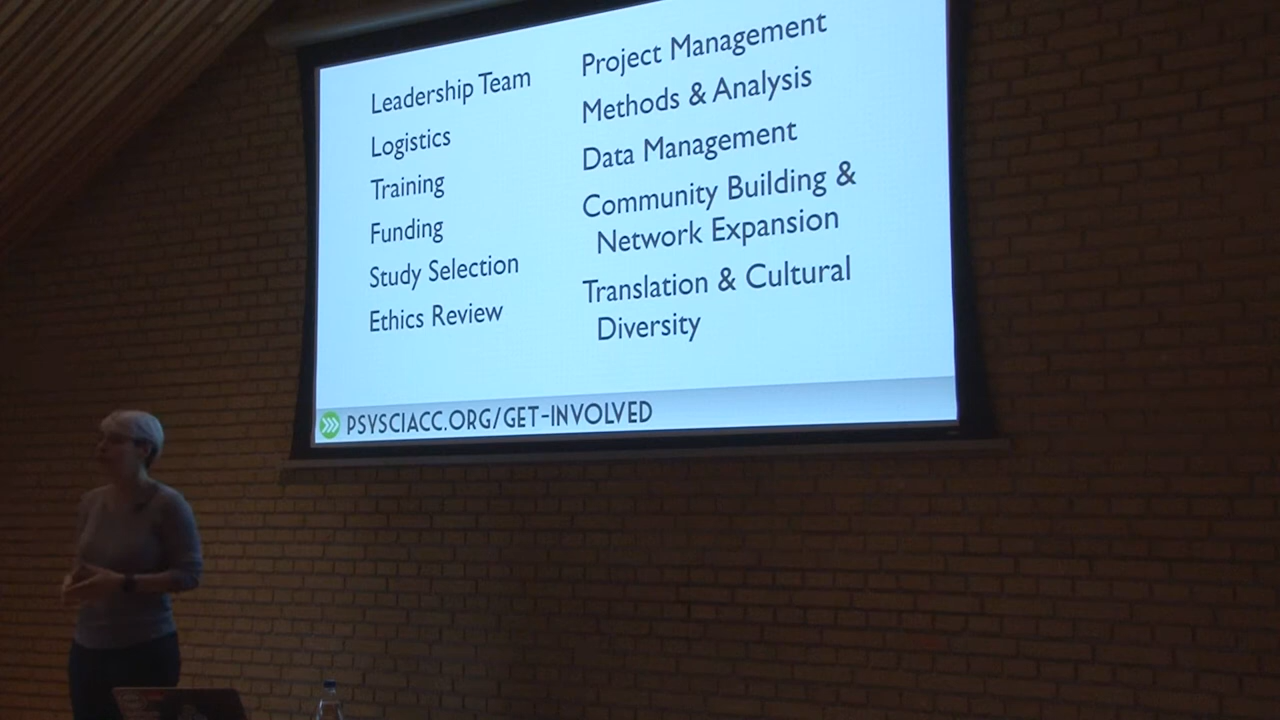 Leadership Team
Logistics
Training
Funding
Study Selection
Ethics Review
Project Management
Methods & Analysis
Data Management
Community Building &
Network Expansion
Translation & Cultural
Diversity
PSYSCIACC.ORG/GET-INVOLVED